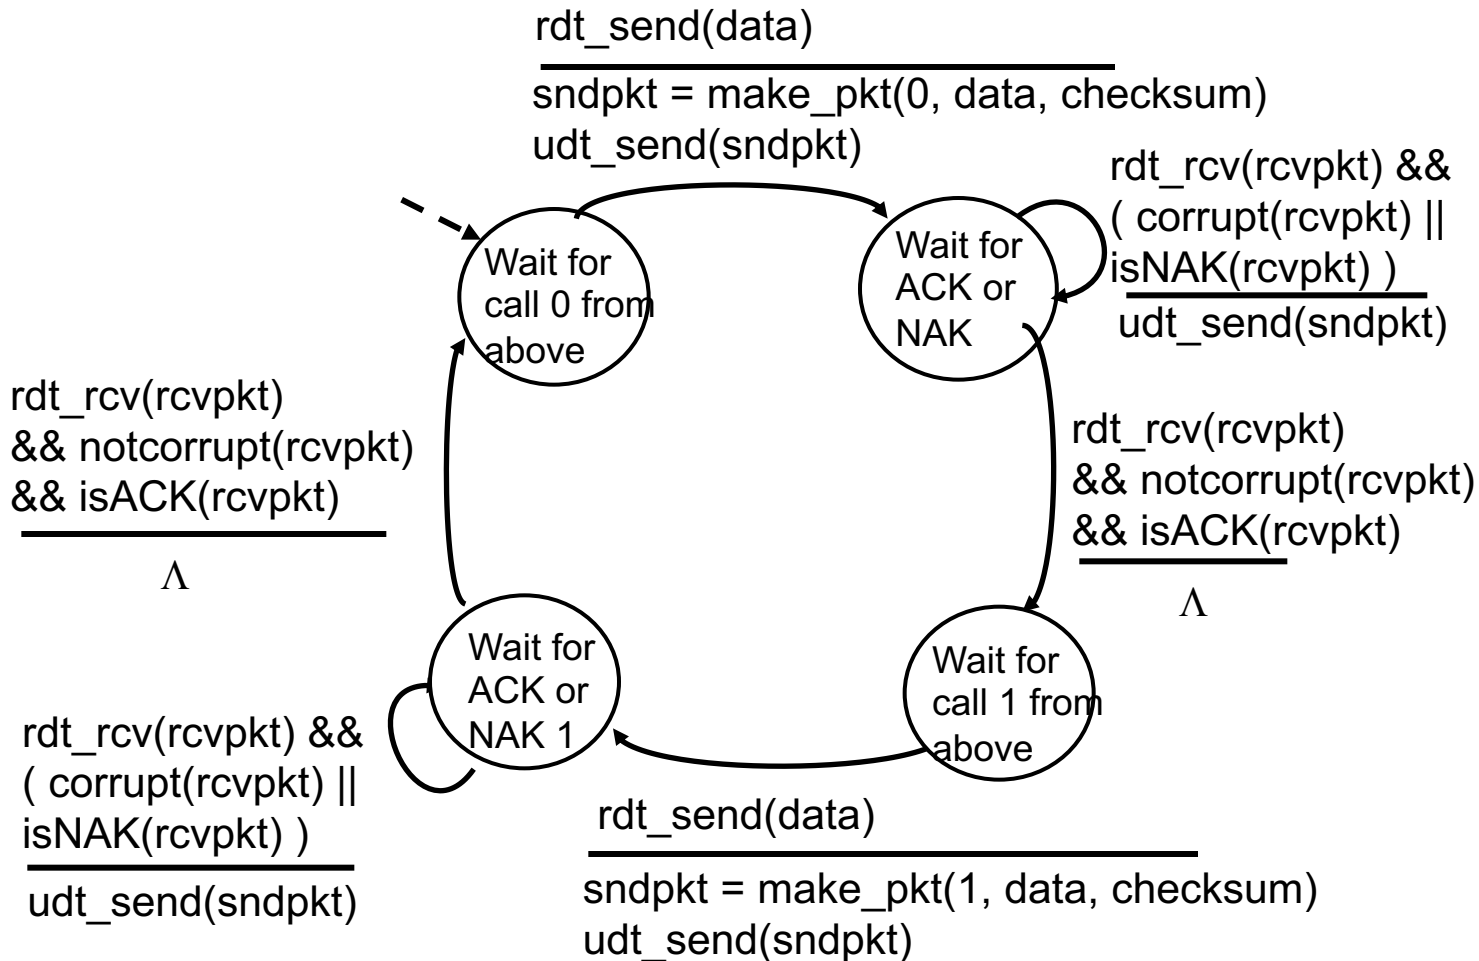 rdt_send(data)
sndpkt = make_pkt(0, data, checksum)
udt_send(sndpkt)
rdt_rcv(rcvpkt) &&
( corrupt(rcvpkt) ||
isNAK(rcvpkt) )
udt_send(sndpkt)
Wait for
call 0 from
above
Wait for
ACK or
NAK
rdt_rcv(rcvpkt)
&& notcorrupt(rcvpkt)
&& isACK(rcvpkt)
Λ
rdt_rcv(rcvpkt)
&& notcorrupt(rcvpkt)
&& isACK(rcvpkt)
Λ
Wait for
ACK or
NAK 1
Wait for
call 1 from
above
rdt_rcv(rcvpkt) &&
( corrupt(rcvpkt) ||
isNAK(rcvpkt) )
udt_send(sndpkt)
rdt_send(data)
sndpkt = make_pkt(1, data, checksum)
udt_send(sndpkt)